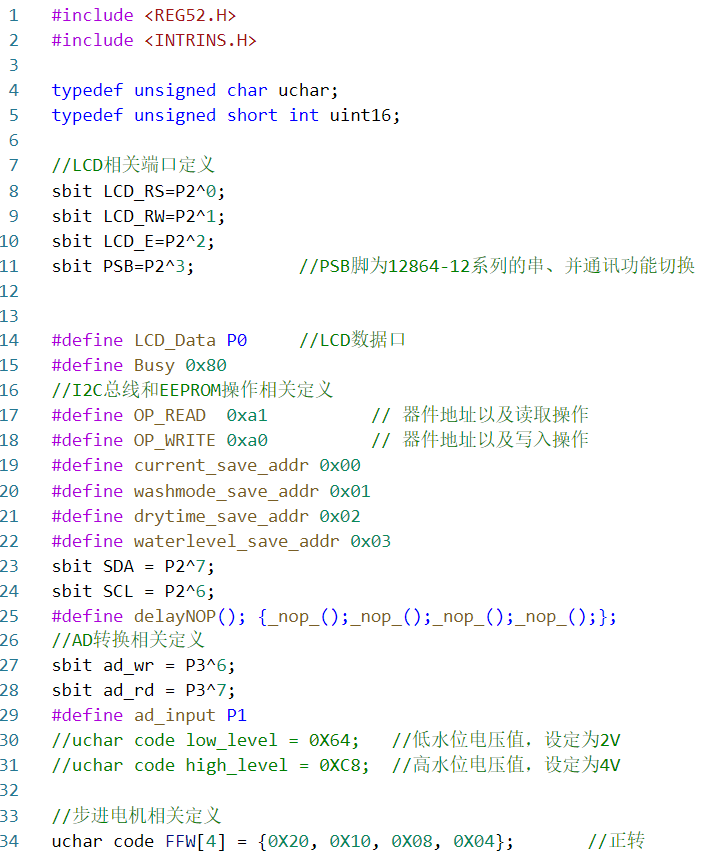 1 #include <REG52.H>
2 #include <INTRINS.H>
3
4 typedef unsigned char uchar;
5 typedef unsigned short int uint16;
6
7 //LCD相关端口定义
8 sbit LCD_RS=P2^0;
9 sbit LCD_RW=P2^1;
10 sbit LCD_E=P2^2;
11 sbit PSB=P2^3; //PSB脚为12864-12系列的串、并通讯功能切换
12
13
14 #define LCD_Data P0 //LCD数据口
15 #define Busy 0x80
16 //I2C总线和EEPROM操作相关定义
17 #define OP_READ 0xa1 // 器件地址以及读取操作
18 #define OP_WRITE 0xa0 // 器件地址以及写入操作
19 #define current_save_addr 0x00
20 #define washmode_save_addr 0x01
21 #define drytime_save_addr 0x02
22 #define waterlevel_save_addr 0x03
23 sbit SDA = P2^7;
24 sbit SCL = P2^6;
25 #define delayNOP(); {_nop_();_nop_();_nop_();_nop_();};
26 //AD转换相关定义
27 sbit ad_wr = P3^6;
28 sbit ad_rd = P3^7;
29 #define ad_input P1
30 //uchar code low_level = 0X64; //低水位电压值，设定为2V
31 //uchar code high_level = 0XC8; //高水位电压值，设定为4V
32
33 //步进电机相关定义
34 uchar code FFW[4] = {0X20, 0X10, 0X08, 0X04}; //正转